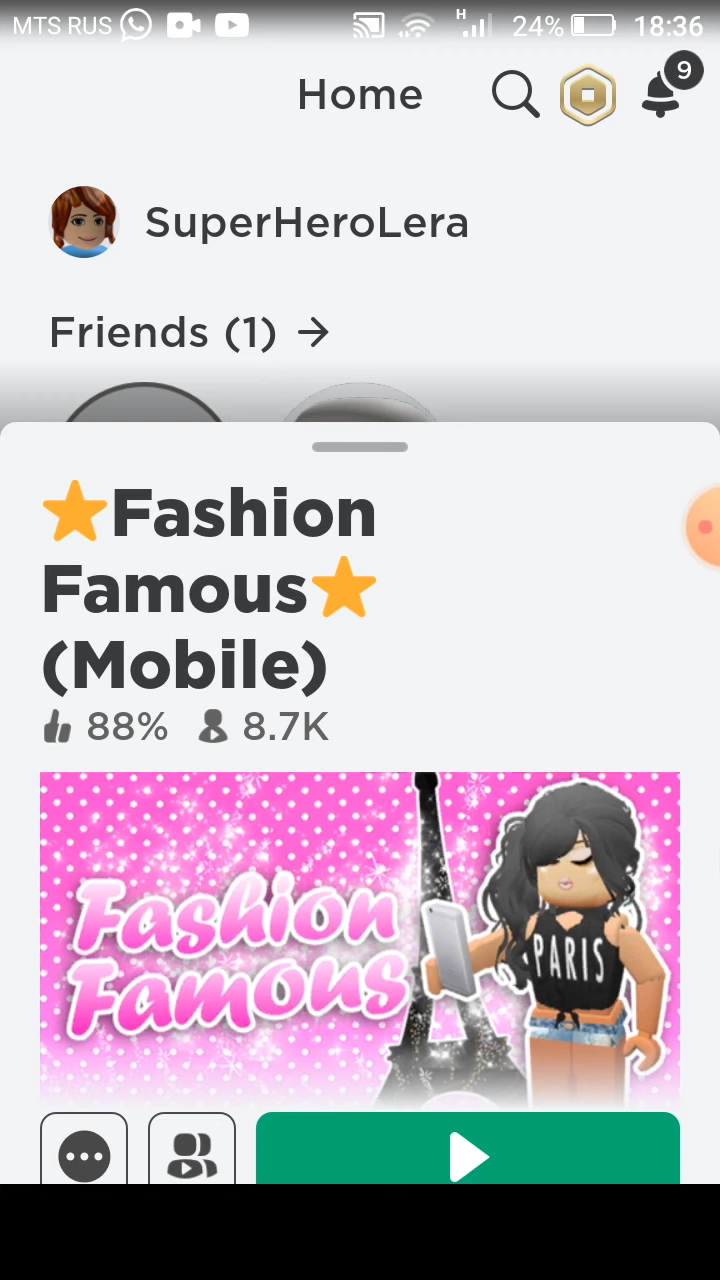 MTS RUS H 24% 18:36
Home 9
SuperHeroLera
Friends (1) →
⭐Fashion
Famous⭐
(Mobile)
88% 8.7K
Fashion
Famous
PARIS